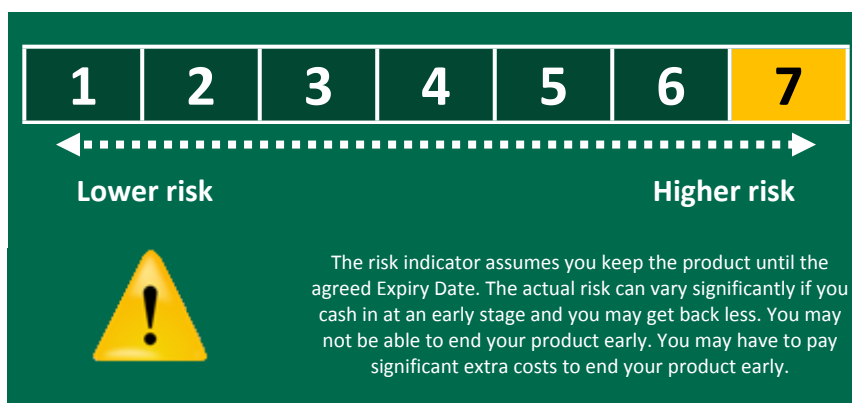 1 2 3 4 5 6 7
Lower risk Higher risk
The risk indicator assumes you keep the product until the
agreed Expiry Date. The actual risk can vary significantly if you
cash in at an early stage and you may get back less. You may
not be able to end your product early. You may have to pay
significant extra costs to end your product early.